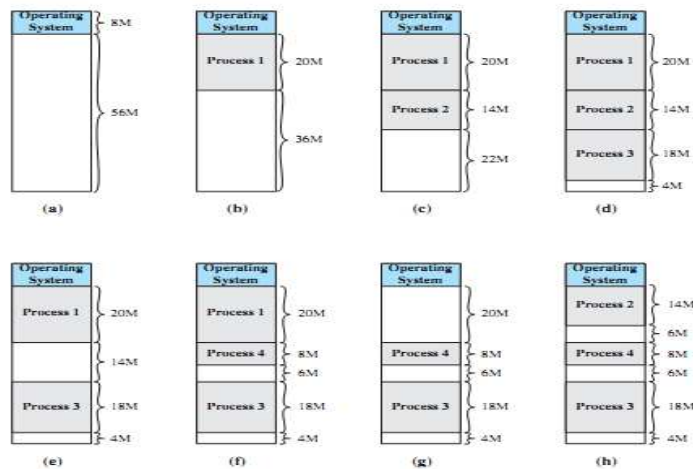 Operating
System
8M
56M
(a)
Operating
System
Process 1
20M
36M
(b)
Operating
System
Process 1
20M
Process 2
14M
22M
(c)
Operating
System
Process 1
20M
Process 2
14M
Process 3
18M
4M
(d)
Operating
System
Process 1
20M
14M
Process 3
18M
4M
(e)
Operating
System
Process 1
20M
Process 4
8M
6M
Process 3
18M
4M
(f)
Operating
System
20M
Process 4
8M
6M
Process 3
18M
4M
(g)
Operating
System
Process 2
14M
6M
Process 4
8M
6M
Process 3
18M
4M
(h)